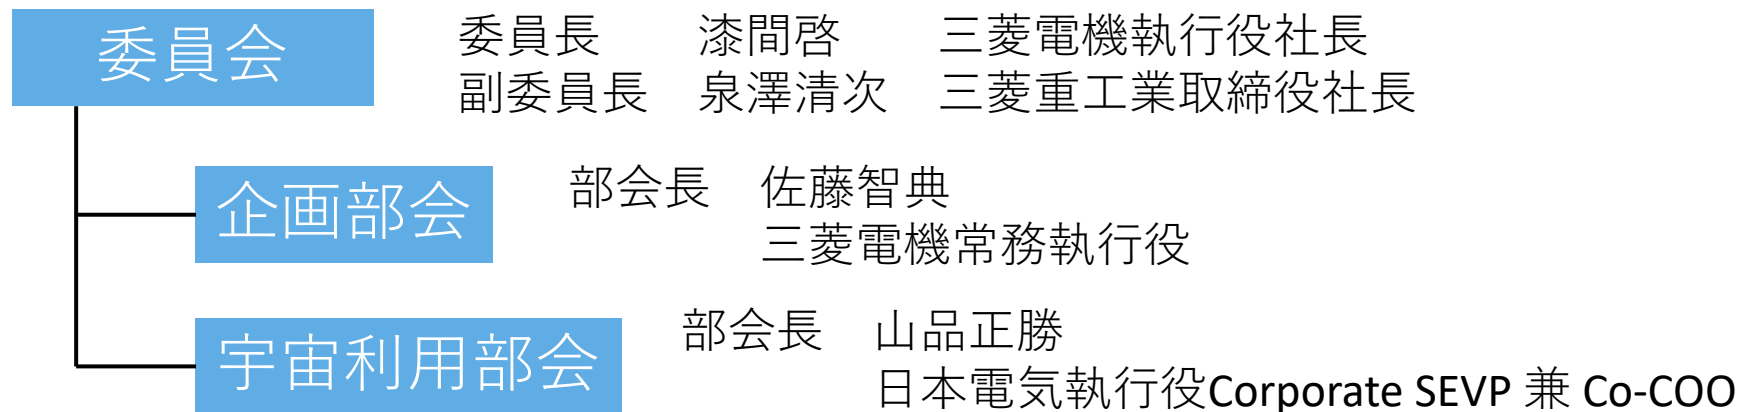 委員会
委員長 漆間啓 三菱電機執行役社長
副委員長 泉澤清次 三菱重工業取締役社長
企画部会
部会長 佐藤智典
三菱電機常務執行役
宇宙利用部会
部会長 山品正勝
日本電気執行役Corporate SEVP 兼 Co-COO